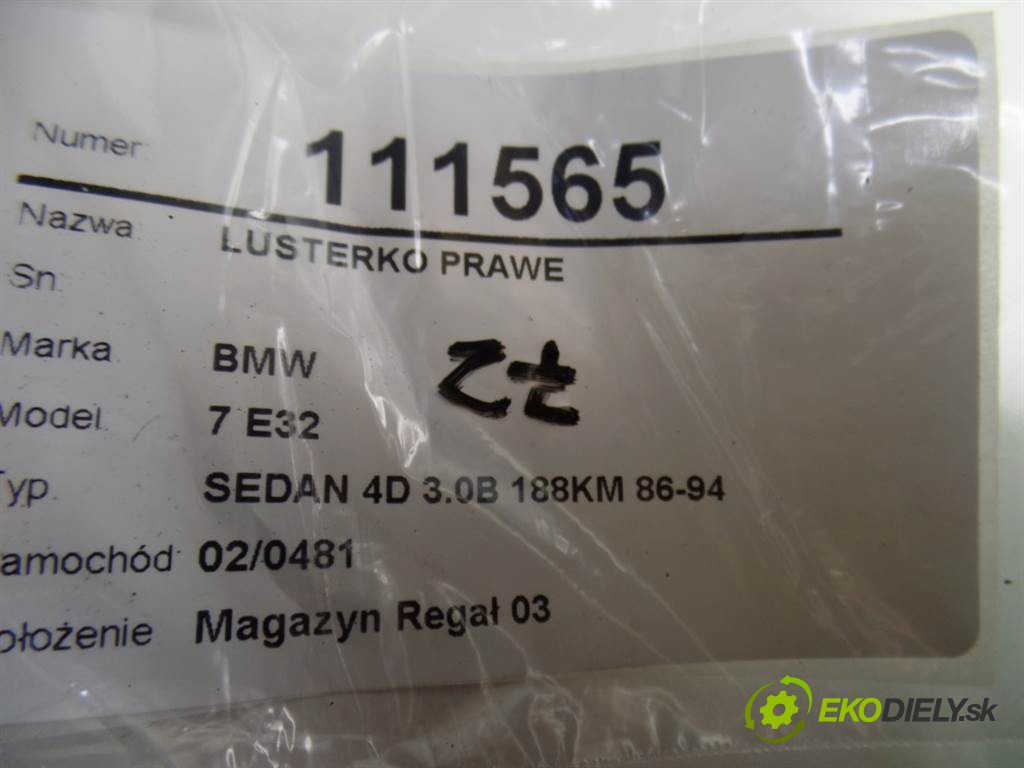 Numer: 111565
Nazwa: LUSTERKO PRAWE
Sn:
Marka BMW
Model. 7 E32
Typ. SEDAN 4D 3.0B 188KM 86-94
amochód: 02/0481
ołożenie Magazyn Regał 03
EKODIELY.sk